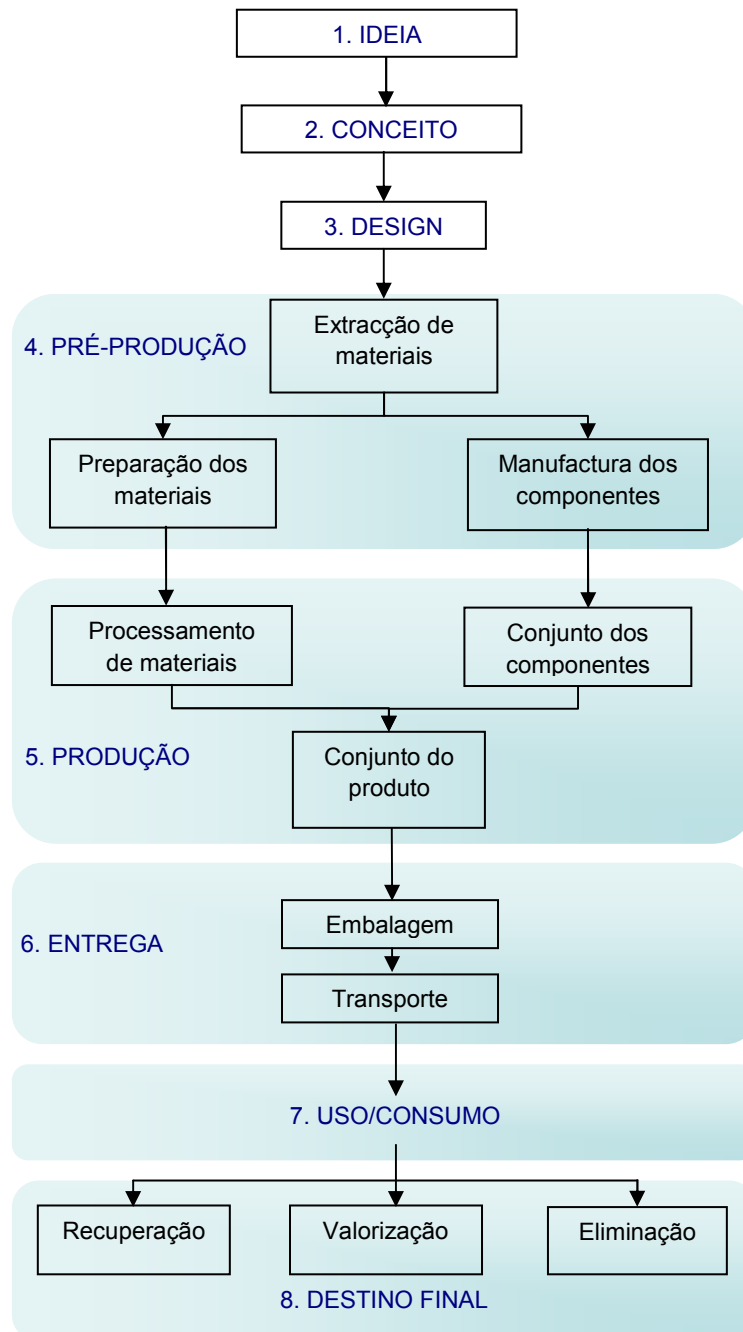 1. IDEIA
2. CONCEITO
3. DESIGN
4. PRÉ-PRODUÇÃO
Extracção de
materiais
Preparação dos
materiais
Manufactura dos
componentes
Processamento
de materiais
Conjunto dos
componentes
5. PRODUÇÃO
Conjunto do
produto
6. ENTREGA
Embalagem
Transporte
7. USO/CONSUMO
Recuperação
Valorização
Eliminação
8. DESTINO FINAL